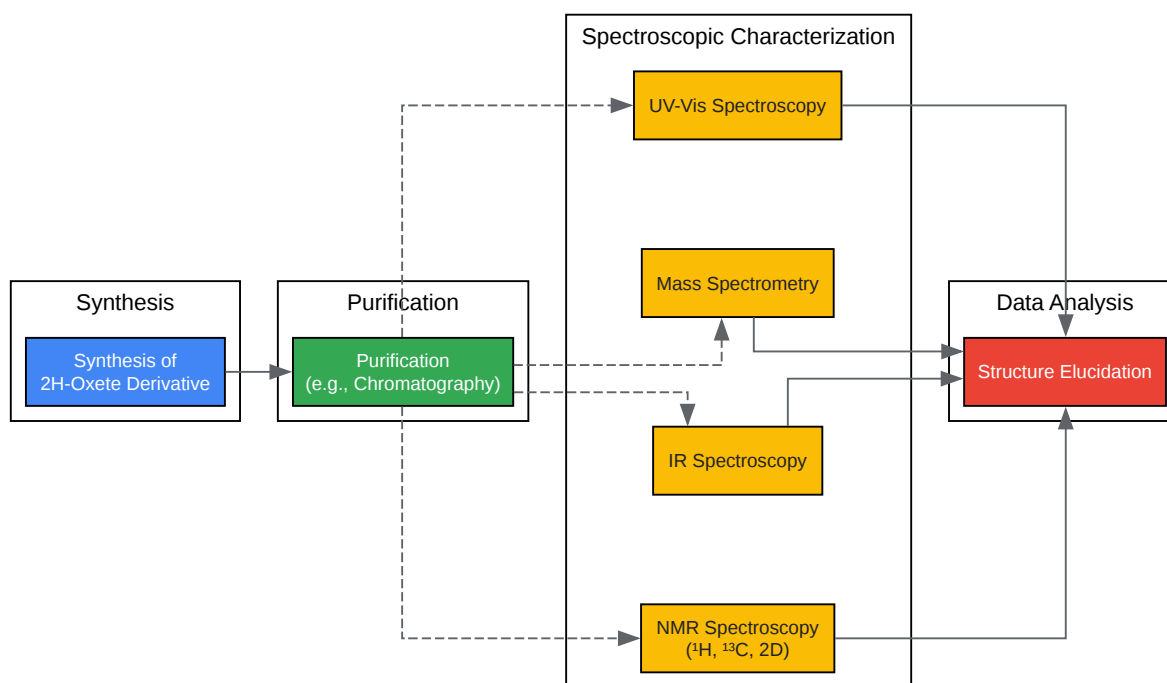 Synthesis
Synthesis of
2H-Oxete Derivative
Purification
Purification
(e.g., Chromatography)
Spectroscopic Characterization
UV-Vis Spectroscopy
Mass Spectrometry
IR Spectroscopy
NMR Spectroscopy
(¹H, ¹³C, 2D)
Data Analysis
Structure Elucidation